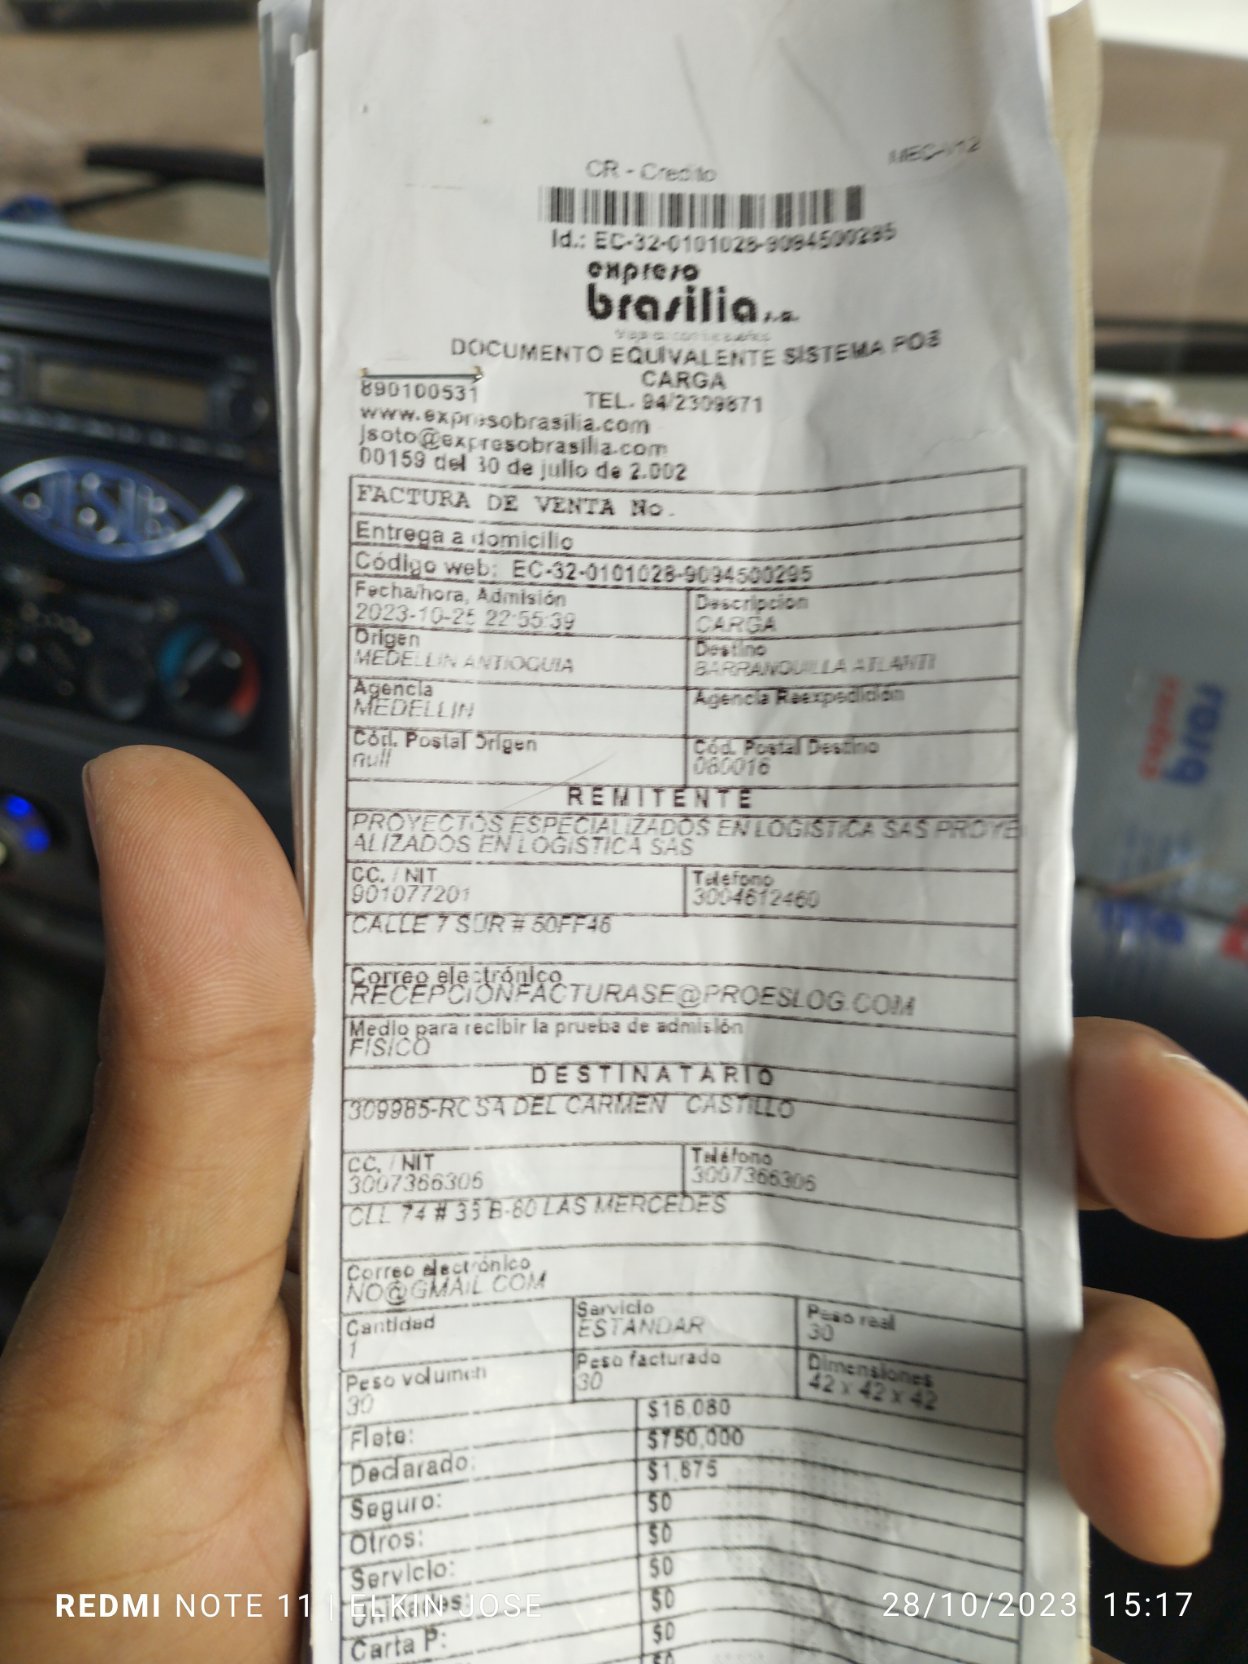 CR - Credito
MEC-I/12
Id.: EC-32-0101028-9094500295
expreso
brasilia s.a.
DOCUMENTO EQUIVALENTE SISTEMA POS
CARGA
890100531
TEL. 94/2309871
www.expresobrasilia.com
jsoto@expresobrasilia.com
00159 del 30 de julio de 2.002
FACTURA DE VENTA No.
Entrega a domicilio
Código web: EC-32-0101028-9094500295
Fecha/hora, Admisión
2023-10-25 22:55:39
Descripcion
CARGA
Origen
MEDELLIN ANTIOQUIA
Destino
BARRANQUILLA ATLANTI
Agencia
MEDELLIN
Agencia Reexpedición
Cód. Postal Origen
null
Cód. Postal Destino
080016
REMITENTE
PROYECTOS ESPECIALIZADOS EN LOGISTICA SAS PROYE
ALIZADOS EN LOGISTICA SAS
CC. / NIT
901077201
Teléfono
3004612460
CALLE 7 SUR # 50FF46
Correo electrónico
RECEPCIONFACTURASE@PROESLOG.COM
Medio para recibir la prueba de admisión
FISICO
DESTINATARIO
309985-ROSA DEL CARMEN CASTILLO
CC. / NIT
3007366306
Teléfono
3007366306
CLL 74 # 35 B-60 LAS MERCEDES
Correo electrónico
NO@GMAIL.COM
Cantidad
1
Servicio
ESTANDAR
Peso real
30
Peso volumen
30
Peso facturado
30
Dimensiones
42 x 42 x 42
Flete: $16,080
Declarado: $750,000
Seguro: $1,875
Otros: $0
Servicio: $0
$0
Carta P: $0
$0
REDMI NOTE 11 | ELKIN JOSE
28/10/2023 15:17